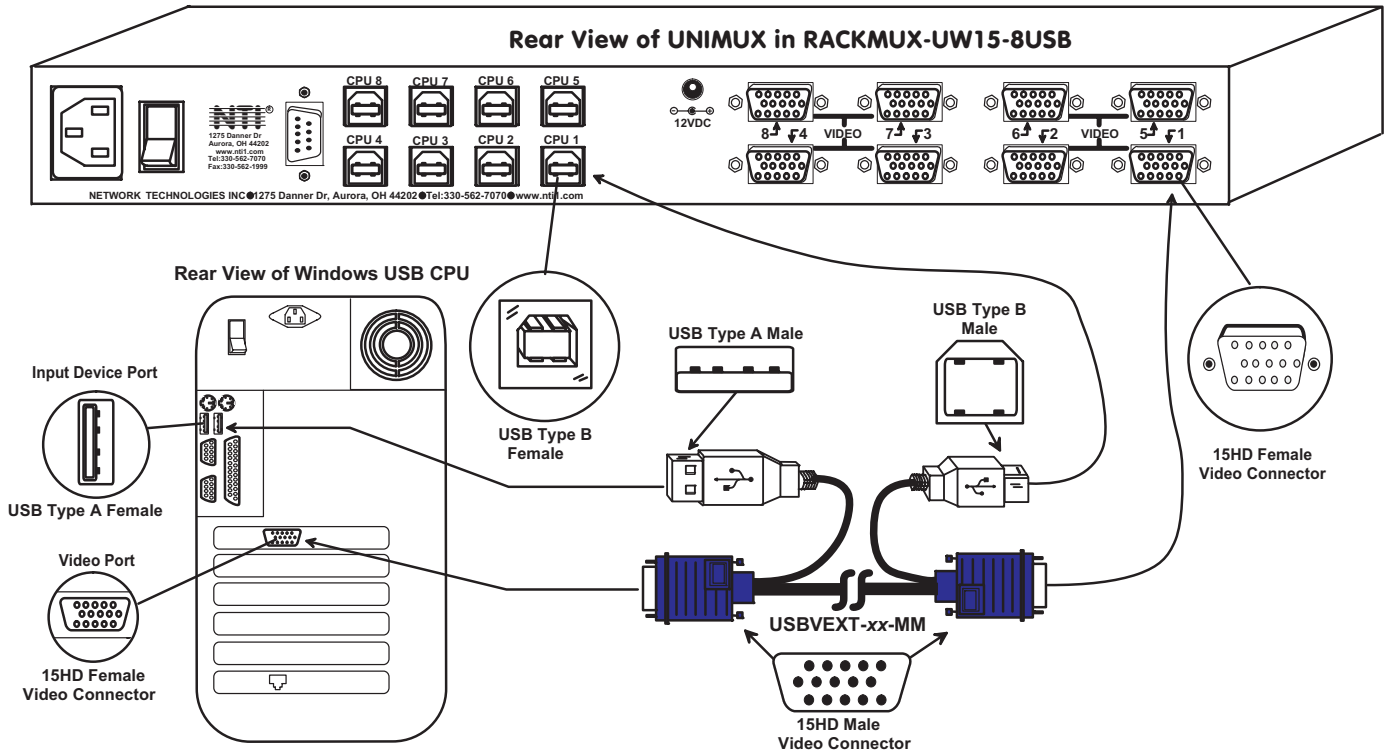 Rear View of UNIMUX in RACKMUX-UW15-8USB
CPU 8 CPU 7 CPU 6 CPU 5
NTI®
1275 Danner Dr
Aurora, OH 44202
www.nti1.com
Tel:330-562-7070
Fax:330-562-1999
CPU 4 CPU 3 CPU 2 CPU 1
12VDC
8 4 VIDEO 7 3
6 2 VIDEO 5 1
NETWORK TECHNOLOGIES INC●1275 Danner Dr, Aurora, OH 44202●Tel:330-562-7070●www.nti1.com
Rear View of Windows USB CPU
Input Device Port
USB Type A Female
Video Port
15HD Female
Video Connector
USB Type B
Female
USB Type A Male
USB Type B
Male
15HD Female
Video Connector
USBVEXT-xx-MM
15HD Male
Video Connector